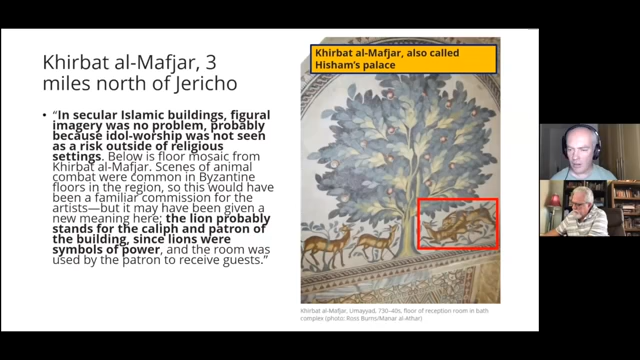 Khirbat al-Mafjar, 3
miles north of Jericho
• “In secular Islamic buildings, figural
imagery was no problem, probably
because idol-worship was not seen
as a risk outside of religious
settings. Below is floor mosaic from
Khirbat al-Mafjar. Scenes of animal
combat were common in Byzantine
floors in the region, so this would have
been a familiar commission for the
artists—but it may have been given a
new meaning here: the lion probably
stands for the caliph and patron of
the building, since lions were
symbols of power, and the room was
used by the patron to receive guests.”
Khirbat al-Mafjar, also called
Hisham's palace
Khirbat al-Mafjar, Umayyad, 730–40s, floor of reception room in bath
complex (photo: Ross Burns/Manar al-Athar)